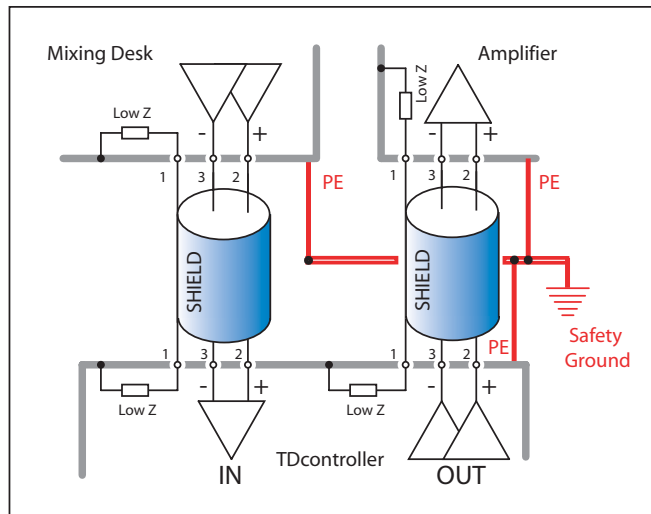 Mixing Desk
Amplifier
Low Z
Low Z
- +
- +
1 3 2
PE
1 3 2
PE
SHIELD
SHIELD
Safety
Ground
PE
1 3 2
1 3 2
- +
- +
Low Z
Low Z
TDcontroller
IN
OUT